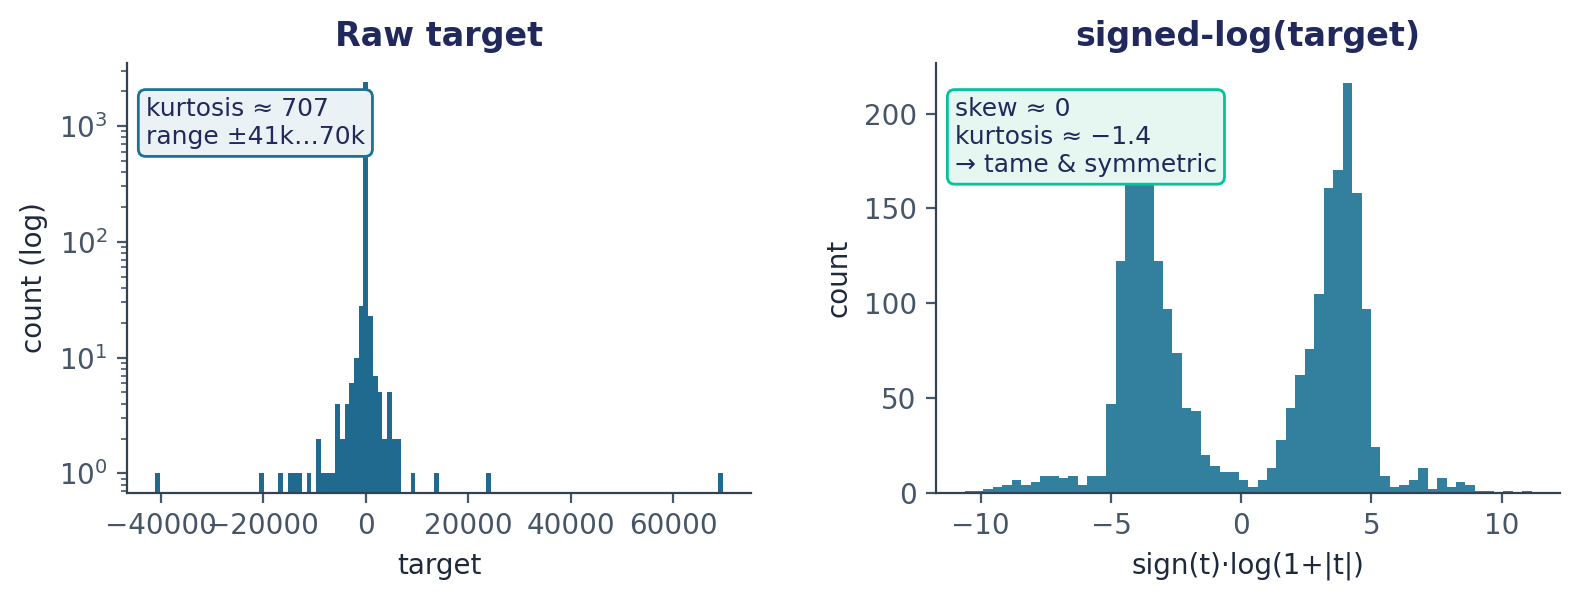 Raw target
kurtosis ≈ 707
range ±41k…70k
count (log)
10³
10²
10¹
10⁰
−40000
−20000
0
20000
40000
60000
target
signed-log(target)
skew ≈ 0
kurtosis ≈ −1.4
→ tame & symmetric
count
200
150
100
50
0
−10
−5
0
5
10
sign(t)·log(1+|t|)